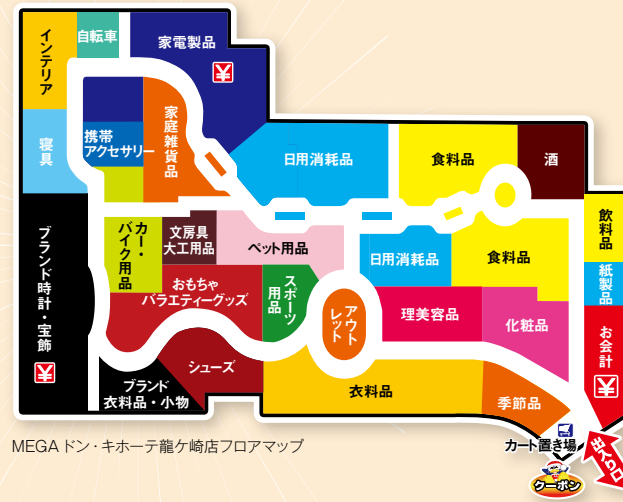 インテリア
自転車
家電製品
¥
寝具
携帯
アクセサリー
家庭雑貨品
日用消耗品
食料品
酒
ブランド時計・宝飾
¥
カー・
バイク用品
文房具
大工用品
ペット用品
日用消耗品
食料品
飲料品
紙製品
おもちゃ
バラエティーグッズ
スポーツ
用品
アウト
レット
理美容品
化粧品
お会計
¥
シューズ
ブランド
衣料品・小物
衣料品
季節品
カート置き場
出入り口
クーポン
MEGAドン・キホーテ龍ケ崎店フロアマップ